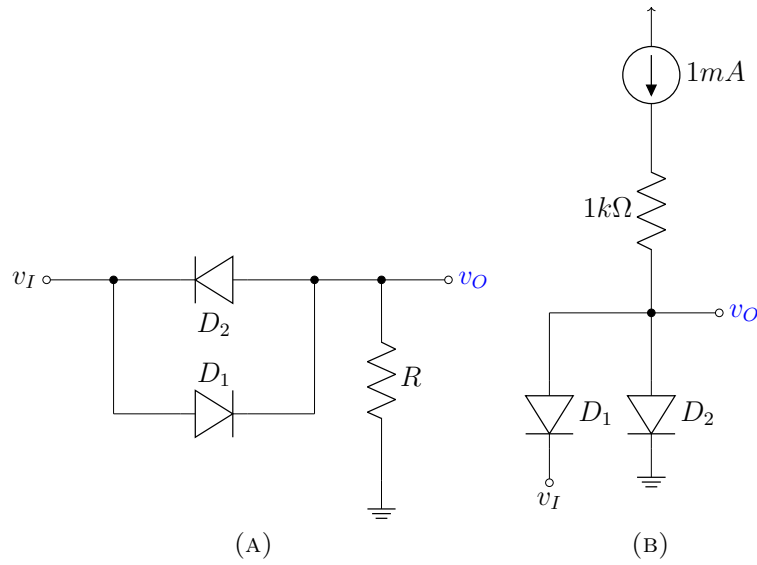 1mA
1kΩ
v_I
D_2
v_O
D_1
R
v_O
D_1
D_2
v_I
(A)
(B)